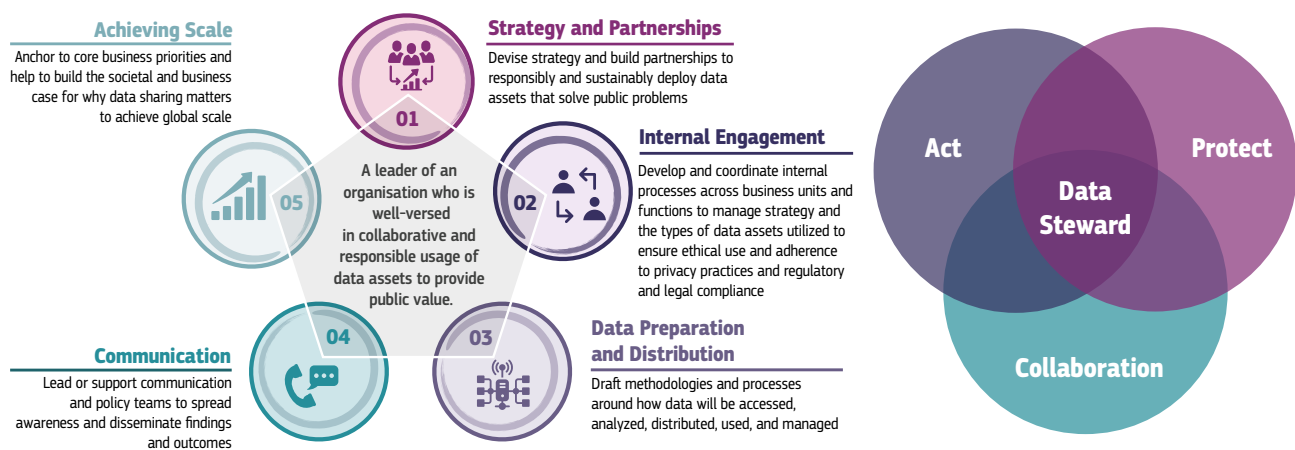 Achieving Scale
Anchor to core business priorities and
help to build the societal and business
case for why data sharing matters
to achieve global scale
01
Strategy and Partnerships
Devise strategy and build partnerships to
responsibly and sustainably deploy data
assets that solve public problems
05
A leader of an
organisation who is
well-versed
in collaborative and
responsible usage of
data assets to provide
public value.
02
Internal Engagement
Develop and coordinate internal
processes across business units and
functions to manage strategy and
the types of data assets utilized to
ensure ethical use and adherence
to privacy practices and regulatory
and legal compliance
04
Communication
Lead or support communication
and policy teams to spread
awareness and disseminate findings
and outcomes
03
Data Preparation
and Distribution
Draft methodologies and processes
around how data will be accessed,
analyzed, distributed, used, and managed
Act
Protect
Data
Steward
Collaboration